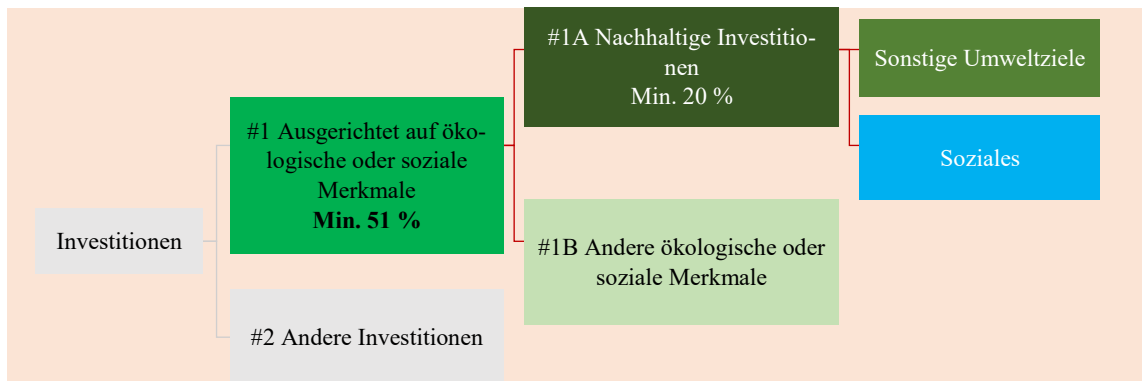 Investitionen
#1 Ausgerichtet auf öko-
logische oder soziale
Merkmale
Min. 51 %
#2 Andere Investitionen
#1A Nachhaltige Investitio-
nen
Min. 20 %
#1B Andere ökologische oder
soziale Merkmale
Sonstige Umweltziele
Soziales